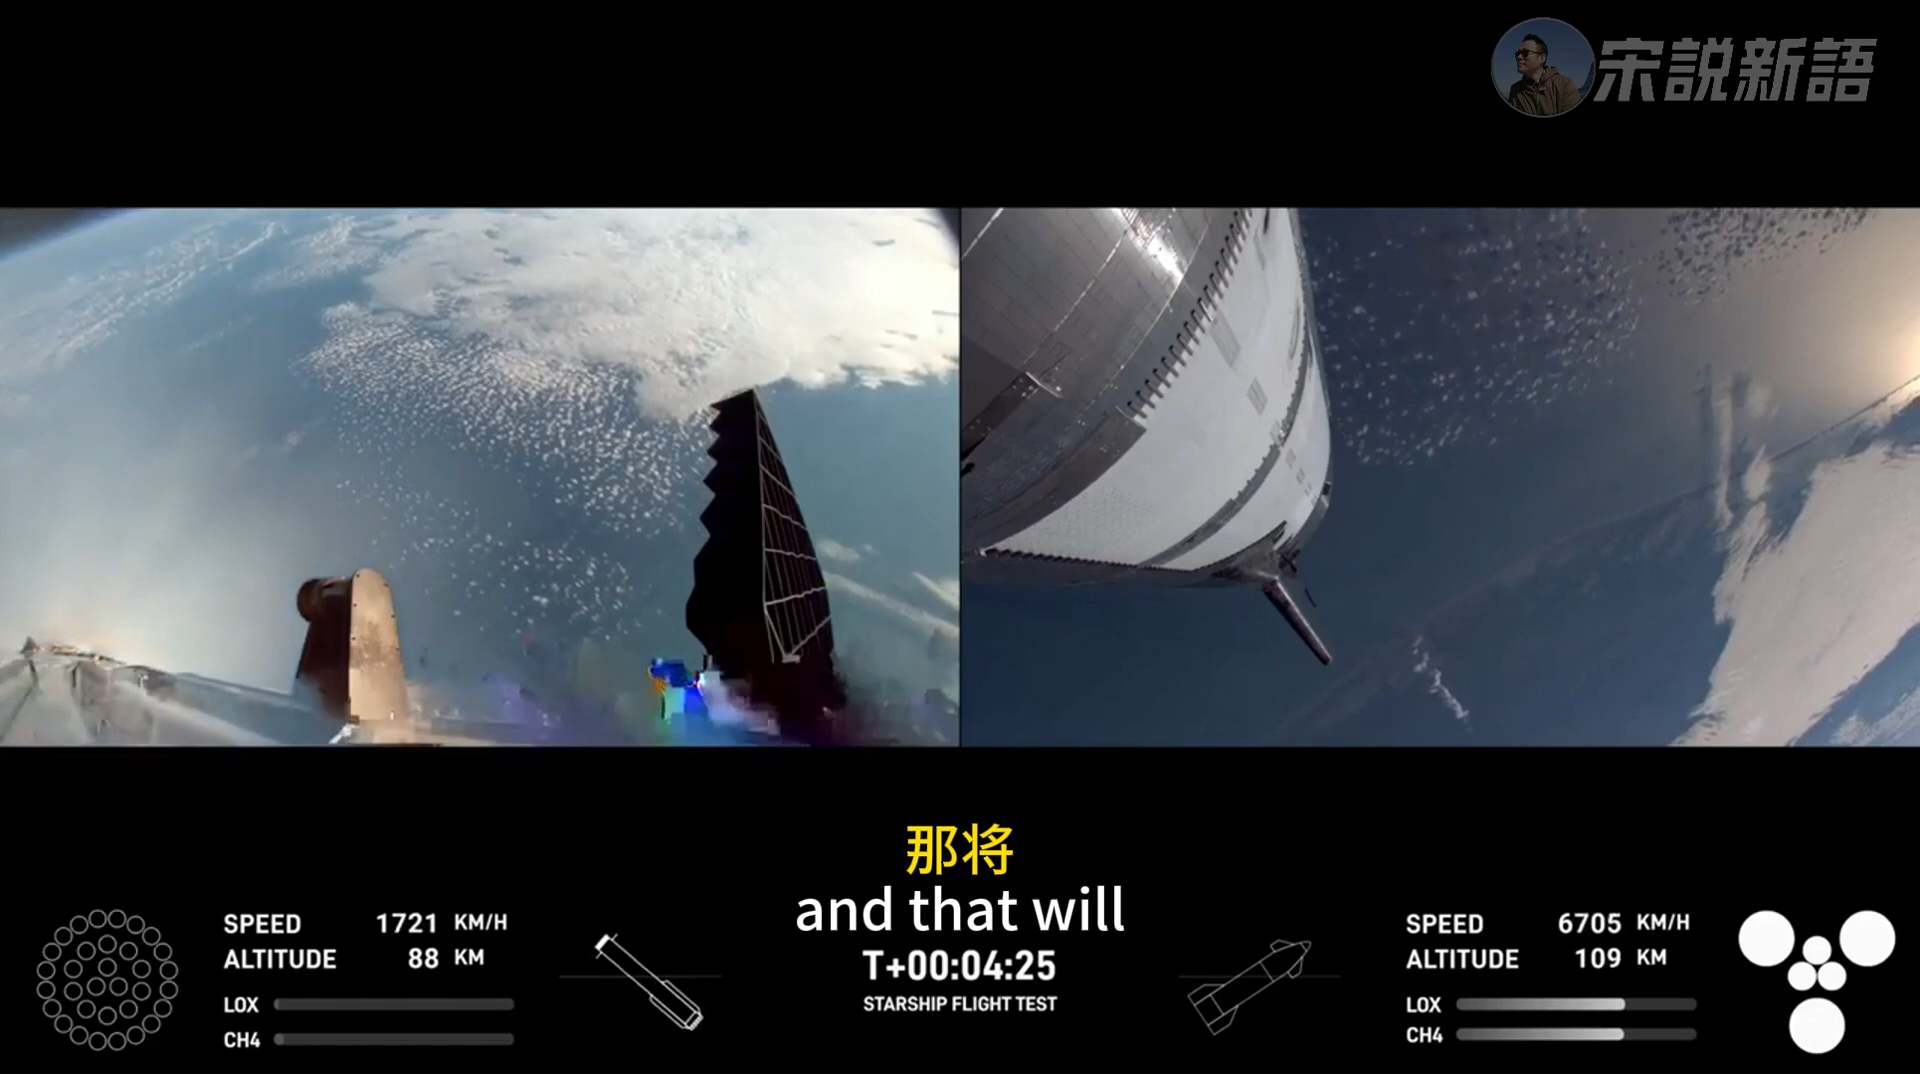 宋説新語
那将
and that will
SPEED 1721 KM/H
ALTITUDE 88 KM
LOX
CH4
T+00:04:25
STARSHIP FLIGHT TEST
SPEED 6705 KM/H
ALTITUDE 109 KM
LOX
CH4